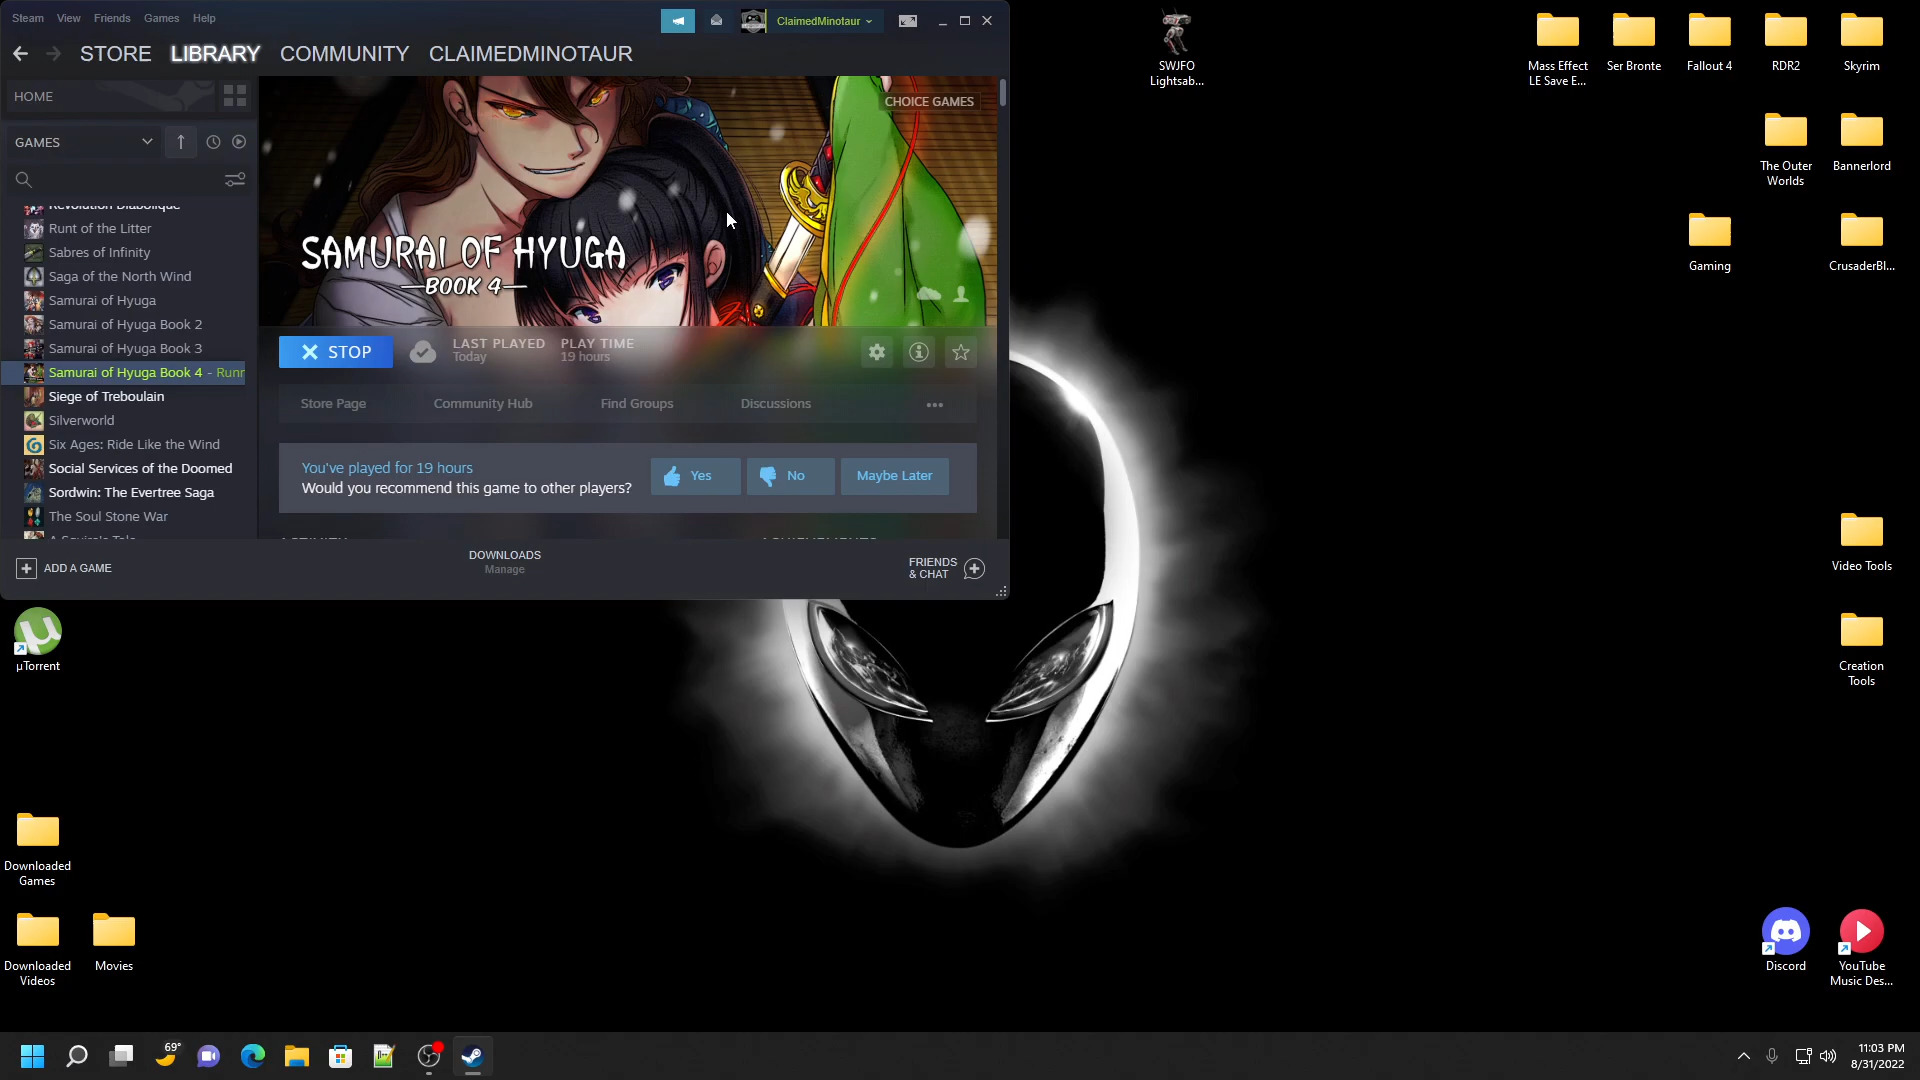 Steam View Friends Games Help
ClaimedMinotaur
STORE LIBRARY COMMUNITY CLAIMEDMINOTAUR
HOME
GAMES
Revolution Diabolique
Runt of the Litter
Sabres of Infinity
Saga of the North Wind
Samurai of Hyuga
Samurai of Hyuga Book 2
Samurai of Hyuga Book 3
Samurai of Hyuga Book 4 - Runr
Siege of Treboulain
Silverworld
Six Ages: Ride Like the Wind
Social Services of the Doomed
Sordwin: The Evertree Saga
The Soul Stone War
A Squire's Tale
CHOICE GAMES
SAMURAI OF HYUGA
—BOOK 4—
STOP
LAST PLAYED
Today
PLAY TIME
19 hours
Store Page
Community Hub
Find Groups
Discussions
You've played for 19 hours
Would you recommend this game to other players?
Yes
No
Maybe Later
ACTIVITY
ACHIEVEMENTS
ADD A GAME
DOWNLOADS
Manage
FRIENDS
& CHAT
SWJFO
Lightsab...
Mass Effect
LE Save E...
Ser Bronte
Fallout 4
RDR2
Skyrim
The Outer
Worlds
Bannerlord
Gaming
CrusaderBl...
Video Tools
Creation
Tools
µTorrent
Downloaded
Games
Downloaded
Videos
Movies
Discord
YouTube
Music Des...
69°
11:03 PM
8/31/2022